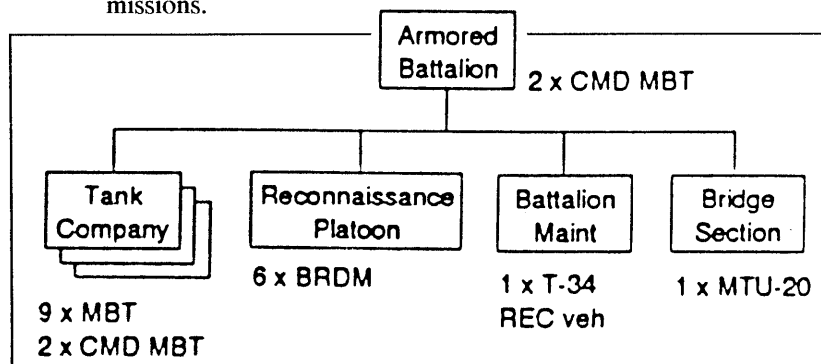 missions.
Armored
Battalion
2 x CMD MBT
Tank
Company
Reconnaissance
Platoon
Battalion
Maint
Bridge
Section
9 x MBT
2 x CMD MBT
6 x BRDM
1 x T-34
REC veh
1 x MTU-20